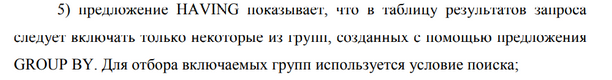 5) предложение HAVING показывает, что в таблицу результатов запроса
следует включать только некоторые из групп, созданных с помощью предложения
GROUP BY. Для отбора включаемых групп используется условие поиска;